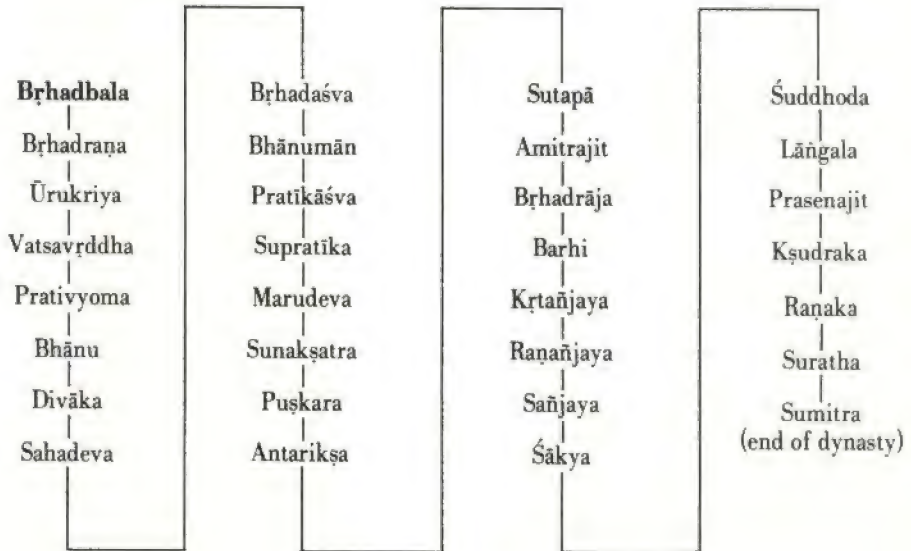 Bṛhadbala
Bṛhadraṇa
Ūrukriya
Vatsavṛddha
Prativyoma
Bhānu
Divāka
Sahadeva
Bṛhadaśva
Bhānumān
Pratīkāśva
Supratīka
Marudeva
Sunakṣatra
Puṣkara
Antarikṣa
Sutapā
Amitrajit
Bṛhadrāja
Barhi
Kṛtañjaya
Raṇañjaya
Sañjaya
Śākya
Śuddhoda
Lāṅgala
Prasenajit
Kṣudraka
Raṇaka
Suratha
Sumitra
(end of dynasty)